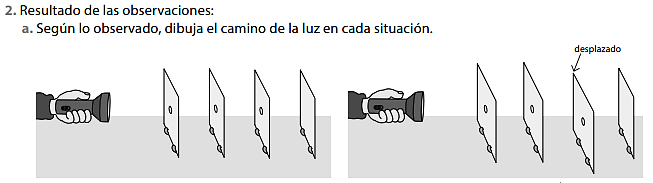 2. Resultado de las observaciones:
a. Según lo observado, dibuja el camino de la luz en cada situación.
desplazado